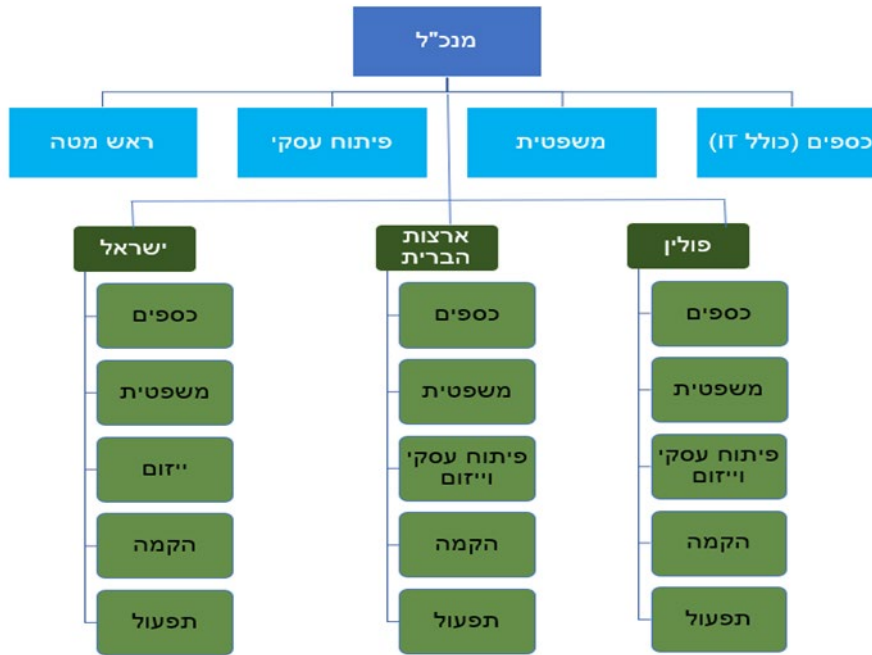 מנכ"ל
כספים (כולל IT)
משפטית
פיתוח עסקי
ראש מטה
פולין
כספים
משפטית
פיתוח עסקי
וייזום
הקמה
תפעול
ארצות
הברית
כספים
משפטית
פיתוח עסקי
וייזום
הקמה
תפעול
ישראל
כספים
משפטית
ייזום
הקמה
תפעול